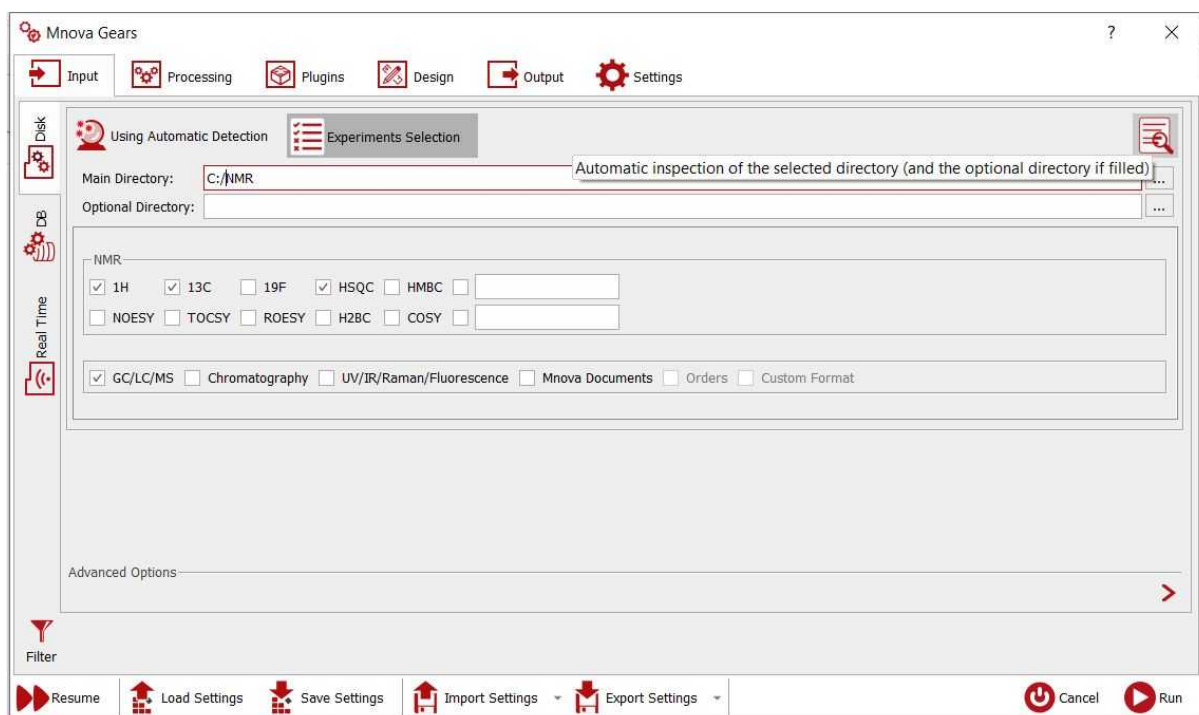 Mnova Gears ?
Input Processing Plugins Design Output Settings
Disk
Using Automatic Detection Experiments Selection
Automatic inspection of the selected directory (and the optional directory if filled)
Main Directory: C:/NMR ...
Optional Directory: ...
DB
NMR
1H 13C 19F HSQC HMBC
NOESY TOCSY ROESY H2BC COSY
Real Time
GC/LC/MS Chromatography UV/IR/Raman/Fluorescence Mnova Documents Orders Custom Format
Advanced Options
Filter
Resume Load Settings Save Settings Import Settings Export Settings Cancel Run